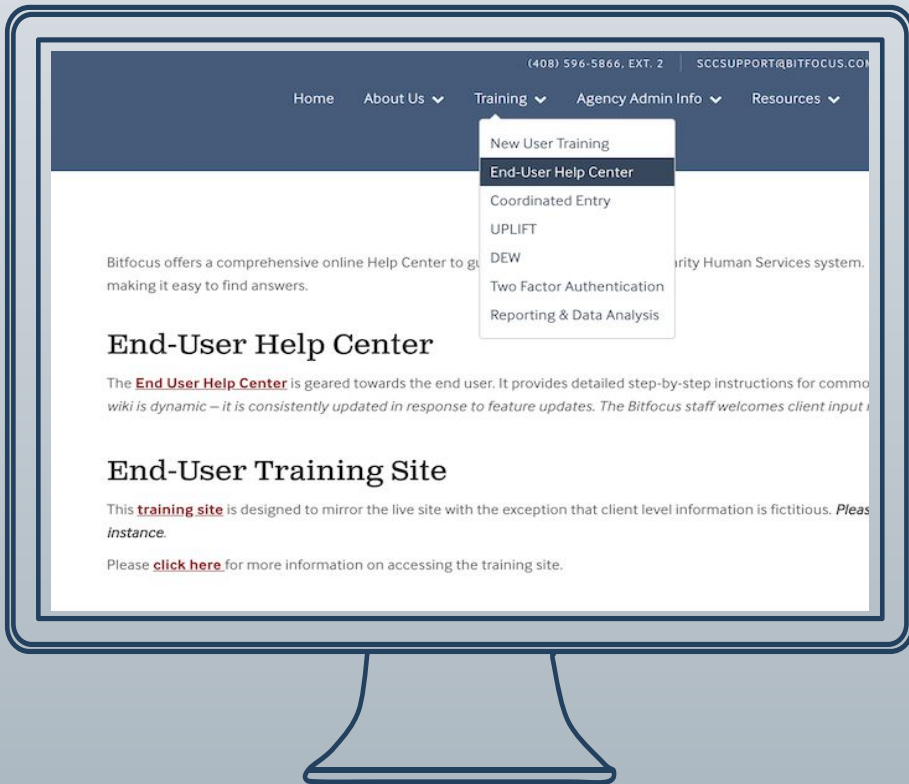 (408) 596-5866, EXT. 2 SCCSUPPORT@BITFOCUS.COM
Home About Us Training Agency Admin Info Resources
New User Training
End-User Help Center
Coordinated Entry
UPLIFT
DEW
Two Factor Authentication
Reporting & Data Analysis
Bitfocus offers a comprehensive online Help Center to Human Services system.
making it easy to find answers.
End-User Help Center
The End User Help Center is geared towards the end user. It provides detailed step-by-step instructions for
wiki is dynamic – it is consistently updated in response to feature updates. The Bitfocus staff welcomes client input
End-User Training Site
This training site is designed to mirror the live site with the exception that client level information is fictitious.
instance.
Please click here for more information on accessing the training site.